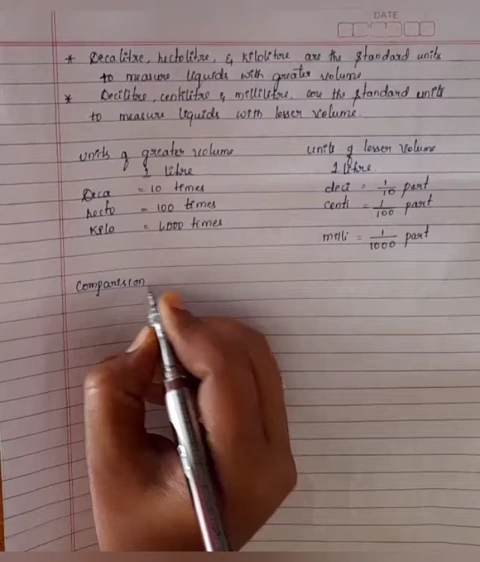 DATE
* Decalitre, hectolitre, & kilolitre are the standard units
to measure liquids with greater volume
* Decilitre, centilitre & millilitre are the standard units
to measure liquids with lesser volume.
units of greater volume
1 litre
Deca = 10 times
hecto = 100 times
Kilo = 1,000 times
units of lesser volume
1 litre.
deci = 1/10 part
centi = 1/100 part
milli = 1/1000 part
Comparision